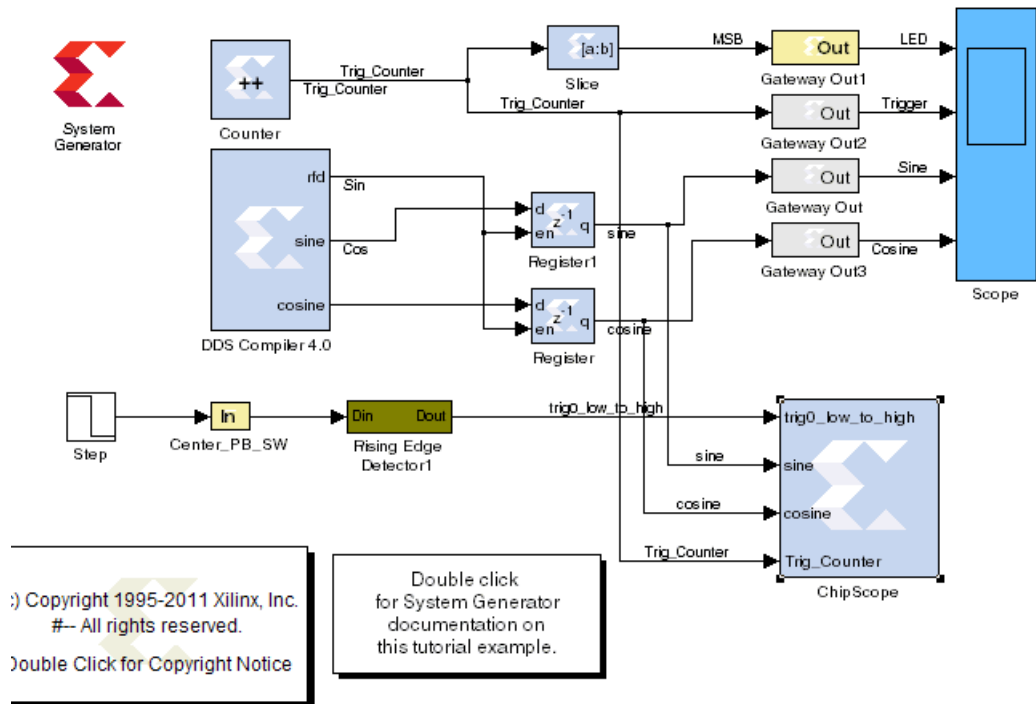 System
Generator
++
Counter
Trig_Counter
Trig_Counter
[a:b]
Slice
MSB
Out
Gateway Out1
LED
Trig_Counter
Out
Gateway Out2
Trigger
Out
Gateway Out
Sine
Out
Gateway Out3
Cosine
Scope
rfd
sine
cosine
DDS Compiler 4.0
Sin
Cos
d
en
z-1
q
Register1
sine
d
en
z-1
q
Register
cosine
Step
In
Center_PB_SW
Din
Dout
Rising Edge
Detector1
trig0_low_to_high
sine
cosine
Trig_Counter
trig0_low_to_high
sine
cosine
Trig_Counter
ChipScope
:) Copyright 1995-2011 Xilinx, Inc.
#-- All rights reserved.
Double Click for Copyright Notice
Double click
for System Generator
documentation on
this tutorial example.